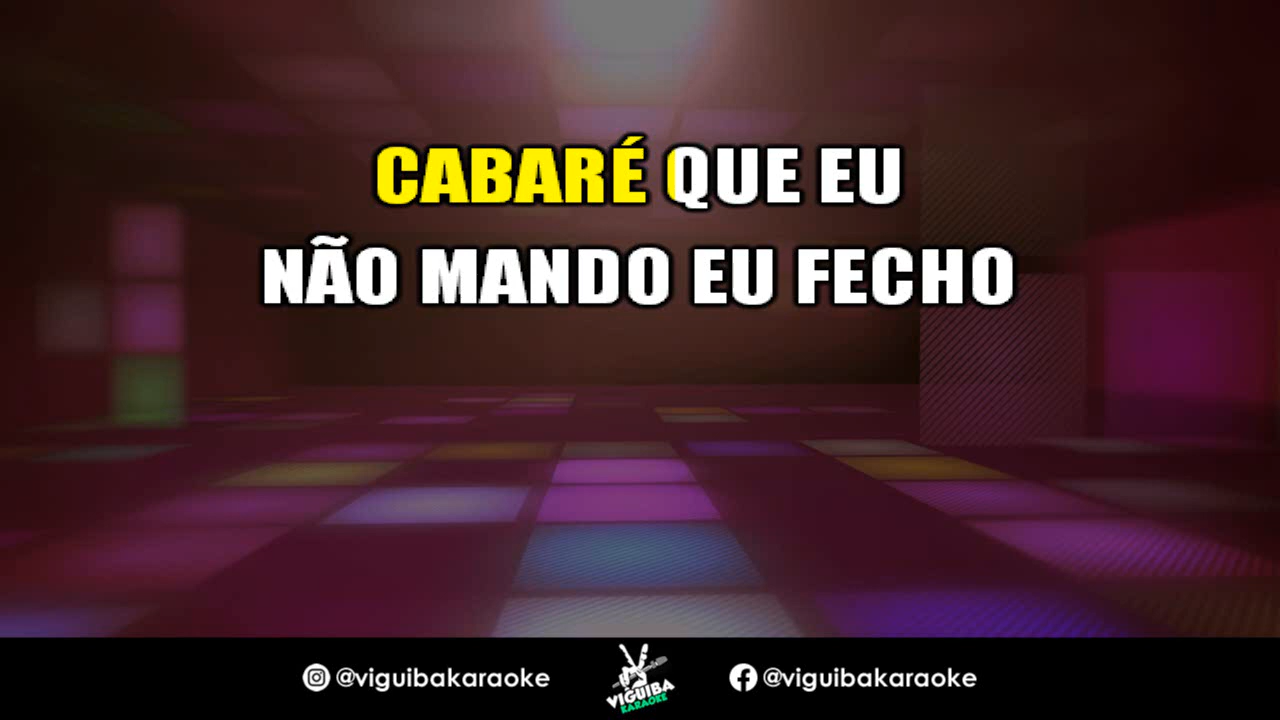 CABARÉ QUE EU
NÃO MANDO EU FECHO
@viguibakaraoke
VIGUIBA
KARAOKE
@viguibakaraoke